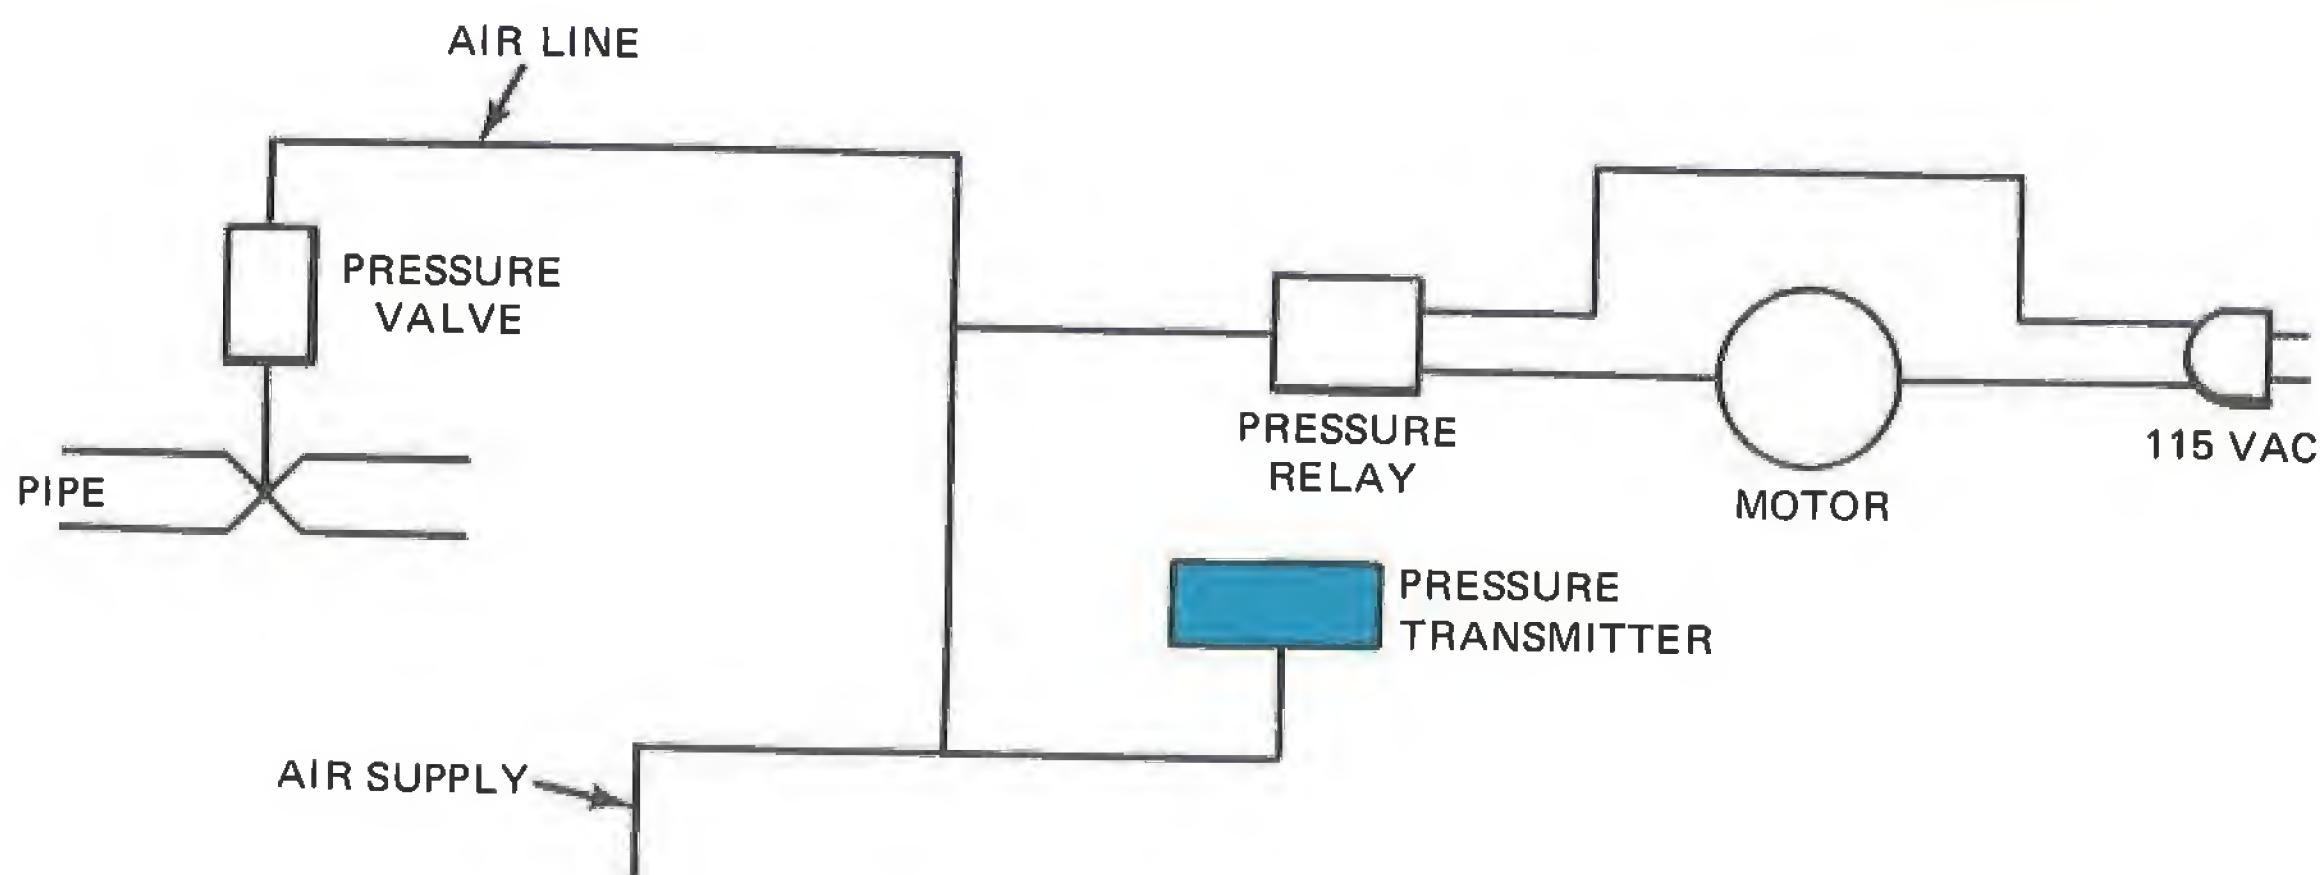 AIR LINE
PRESSURE
VALVE
PIPE
PRESSURE
RELAY
MOTOR
115 VAC
PRESSURE
TRANSMITTER
AIR SUPPLY